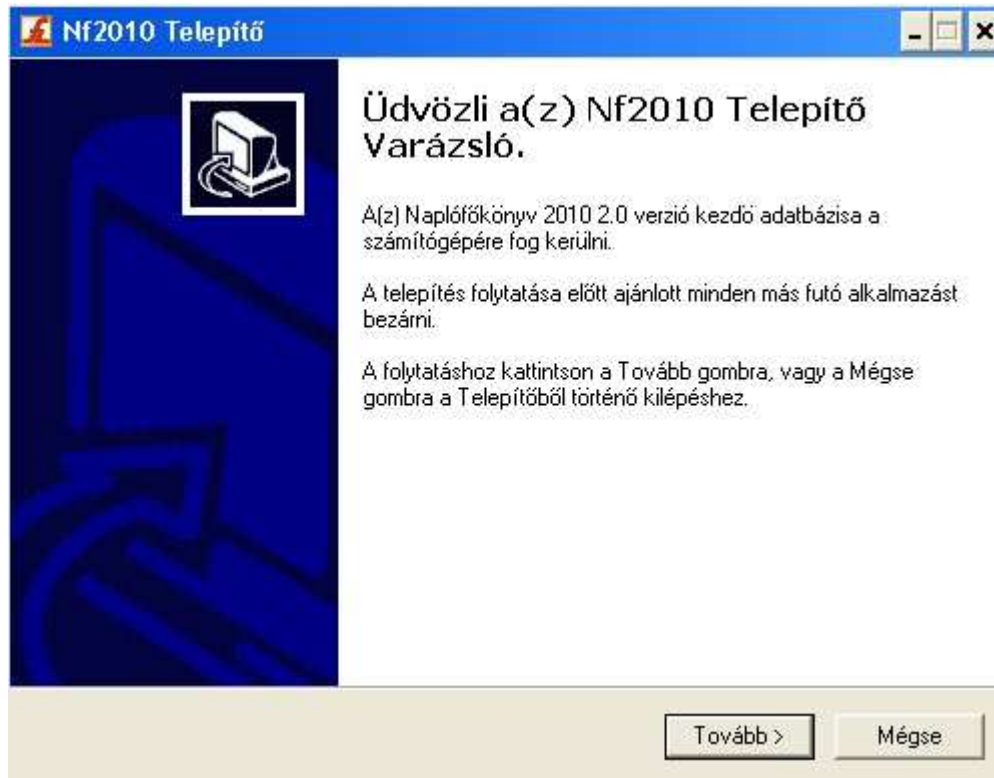 Nf2010 Telepítő
Üdvözli a(z) Nf2010 Telepítő
Varázsló.
A(z) Naplófőkönyv 2010 2.0 verzió kezdő adatbázisa a
számítógépére fog kerülni.
A telepítés folytatása előtt ajánlott minden más futó alkalmazást
bezárni.
A folytatáshoz kattintson a Tovább gombra, vagy a Mégse
gombra a Telepítőből történő kilépéshez.
Tovább >
Mégse